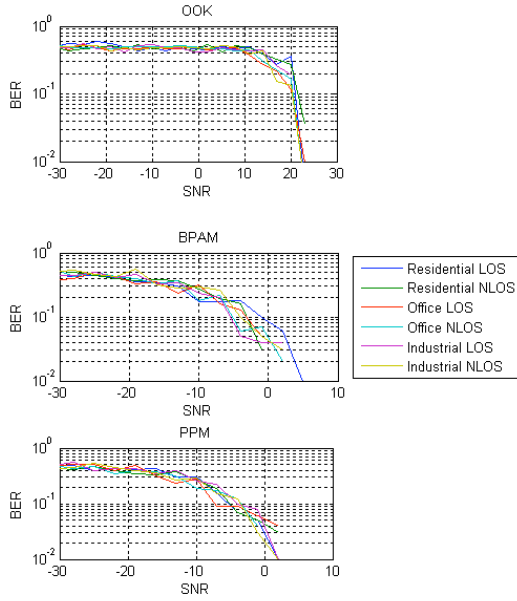 OOK
10^0
10^-1
10^-2
BER
-30 -20 -10 0 10 20 30
SNR
BPAM
10^0
10^-1
10^-2
BER
-30 -20 -10 0 10
SNR
Residential LOS
Residential NLOS
Office LOS
Office NLOS
Industrial LOS
Industrial NLOS
PPM
10^0
10^-1
10^-2
BER
-30 -20 -10 0 10
SNR